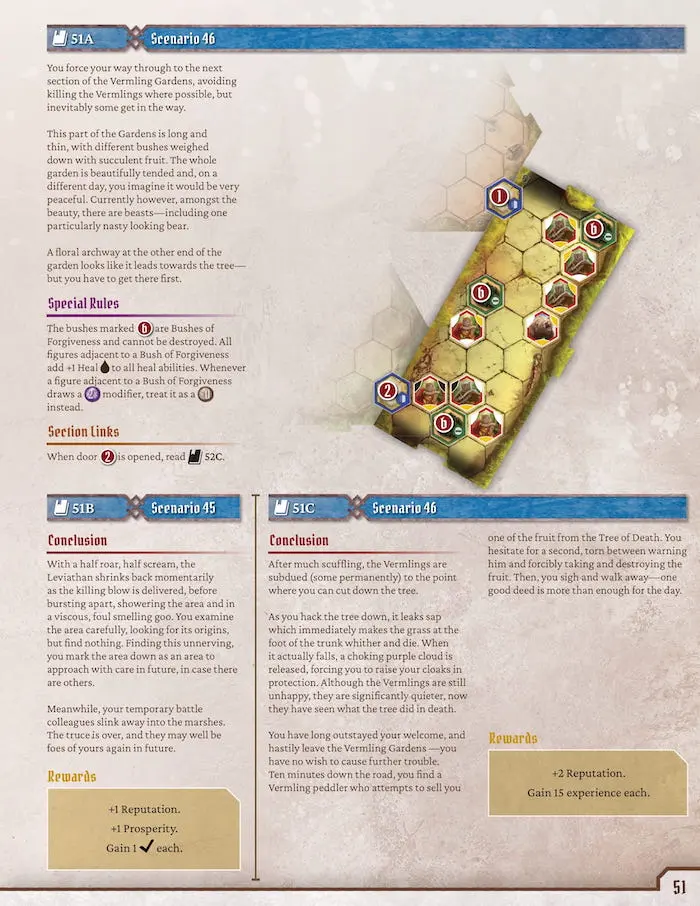 51A
Scenario 46
You force your way through to the next
section of the Vermling Gardens, avoiding
killing the Vermlings where possible, but
inevitably some get in the way.
This part of the Gardens is long and
thin, with different bushes weighed
down with succulent fruit. The whole
garden is beautifully tended and, on a
different day, you imagine it would be very
peaceful. Currently however, amongst the
beauty, there are beasts—including one
particularly nasty looking bear.
A floral archway at the other end of the
garden looks like it leads towards the tree—
but you have to get there first.
Special Rules
The bushes marked 6 are Bushes of
Forgiveness and cannot be destroyed. All
figures adjacent to a Bush of Forgiveness
add +1 Heal to all heal abilities. Whenever
a figure adjacent to a Bush of Forgiveness
draws a modifier, treat it as a
instead.
Section Links
When door 2 is opened, read 52C.
1
6
6
2
6
51B
Scenario 45
Conclusion
With a half roar, half scream, the
Leviathan shrinks back momentarily
as the killing blow is delivered, before
bursting apart, showering the area and in
a viscous, foul smelling goo. You examine
the area carefully, looking for its origins,
but find nothing. Finding this unnerving,
you mark the area down as an area to
approach with care in future, in case there
are others.
Meanwhile, your temporary battle
colleagues slink away into the marshes.
The truce is over, and they may well be
foes of yours again in future.
Rewards
+1 Reputation.
+1 Prosperity.
Gain 1 ✔ each.
51C
Scenario 46
Conclusion
After much scuffling, the Vermlings are
subdued (some permanently) to the point
where you can cut down the tree.
As you hack the tree down, it leaks sap
which immediately makes the grass at the
foot of the trunk whither and die. When
it actually falls, a choking purple cloud is
released, forcing you to raise your cloaks in
protection. Although the Vermlings are still
unhappy, they are significantly quieter, now
they have seen what the tree did in death.
You have long outstayed your welcome, and
hastily leave the Vermling Gardens —you
have no wish to cause further trouble.
Ten minutes down the road, you find a
Vermling peddler who attempts to sell you
one of the fruit from the Tree of Death. You
hesitate for a second, torn between warning
him and forcibly taking and destroying the
fruit. Then, you sigh and walk away—one
good deed is more than enough for the day.
Rewards
+2 Reputation.
Gain 15 experience each.
51